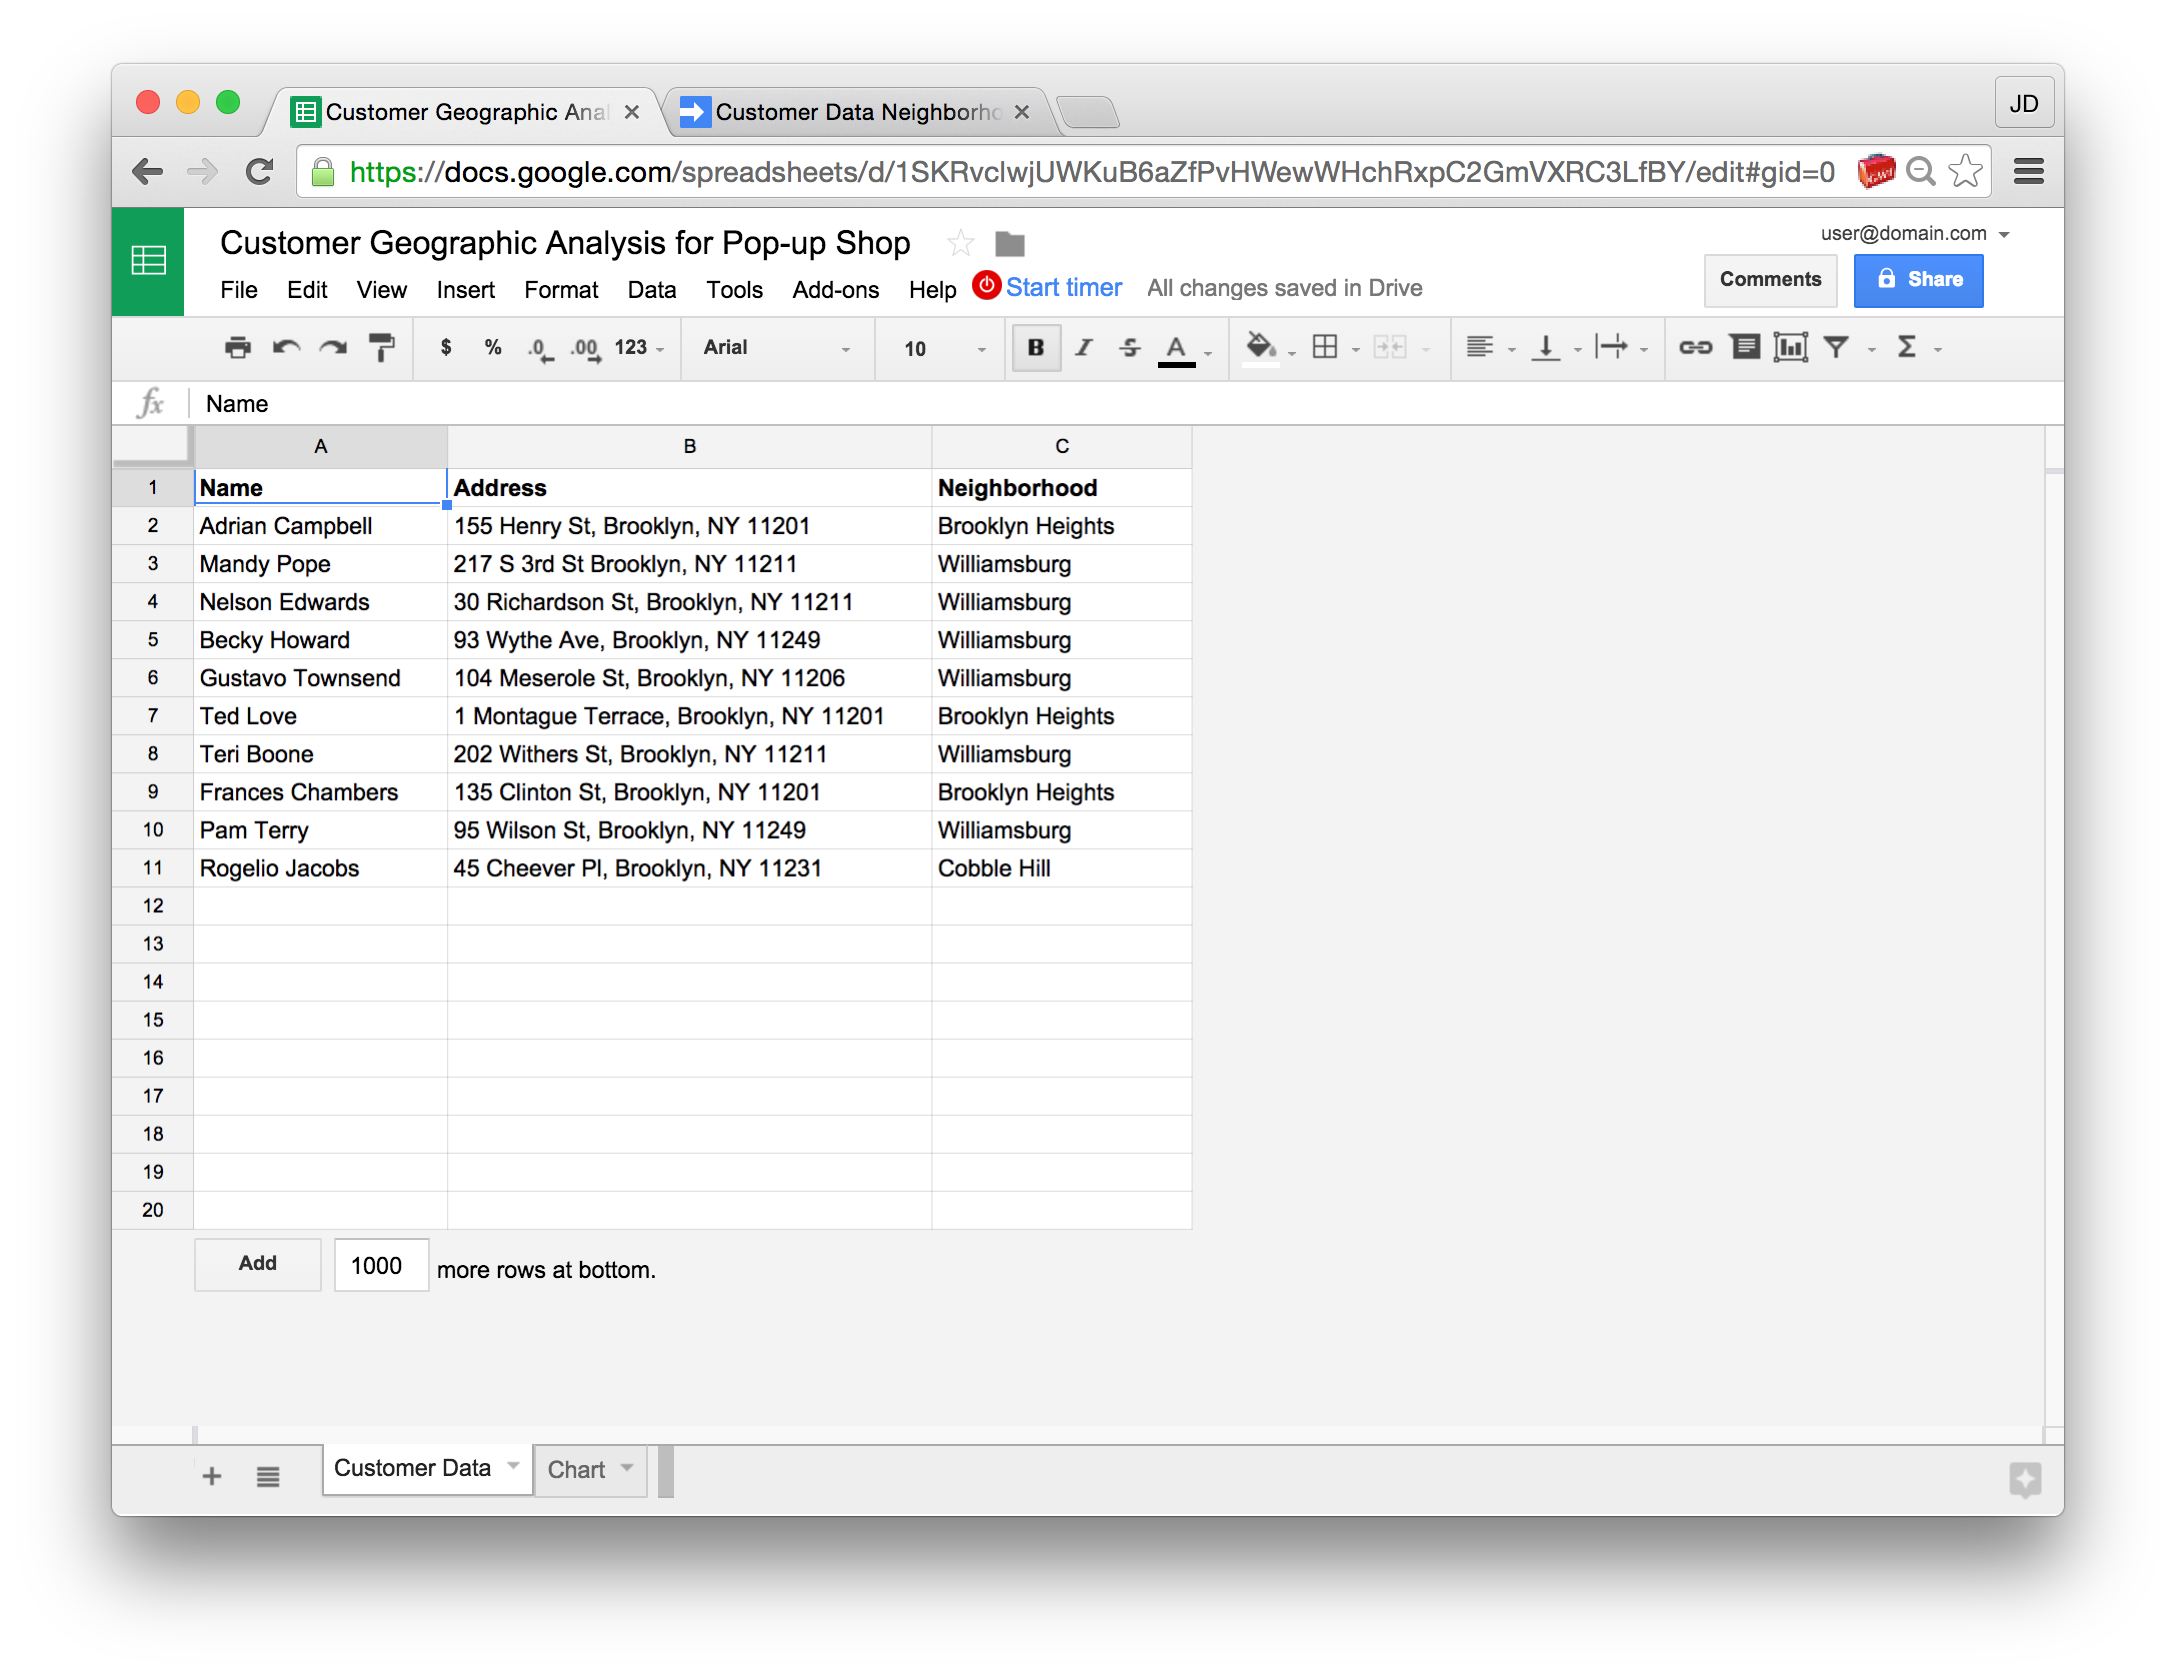 Customer Geographic Anal
Customer Data Neighborho
JD
https://docs.google.com/spreadsheets/d/1SKRvclwjUWKuB6aZfPvHWewWHchRxpC2GmVXRC3LfBY/edit#gid=0
Customer Geographic Analysis for Pop-up Shop
user@domain.com
File Edit View Insert Format Data Tools Add-ons Help Start timer All changes saved in Drive
Comments Share
$ % .0 .00 123 Arial 10 B I S A Σ
fx Name
A B C
1 Name Address Neighborhood
2 Adrian Campbell 155 Henry St, Brooklyn, NY 11201 Brooklyn Heights
3 Mandy Pope 217 S 3rd St Brooklyn, NY 11211 Williamsburg
4 Nelson Edwards 30 Richardson St, Brooklyn, NY 11211 Williamsburg
5 Becky Howard 93 Wythe Ave, Brooklyn, NY 11249 Williamsburg
6 Gustavo Townsend 104 Meserole St, Brooklyn, NY 11206 Williamsburg
7 Ted Love 1 Montague Terrace, Brooklyn, NY 11201 Brooklyn Heights
8 Teri Boone 202 Withers St, Brooklyn, NY 11211 Williamsburg
9 Frances Chambers 135 Clinton St, Brooklyn, NY 11201 Brooklyn Heights
10 Pam Terry 95 Wilson St, Brooklyn, NY 11249 Williamsburg
11 Rogelio Jacobs 45 Cheever Pl, Brooklyn, NY 11231 Cobble Hill
12
13
14
15
16
17
18
19
20
Add 1000 more rows at bottom.
Customer Data Chart